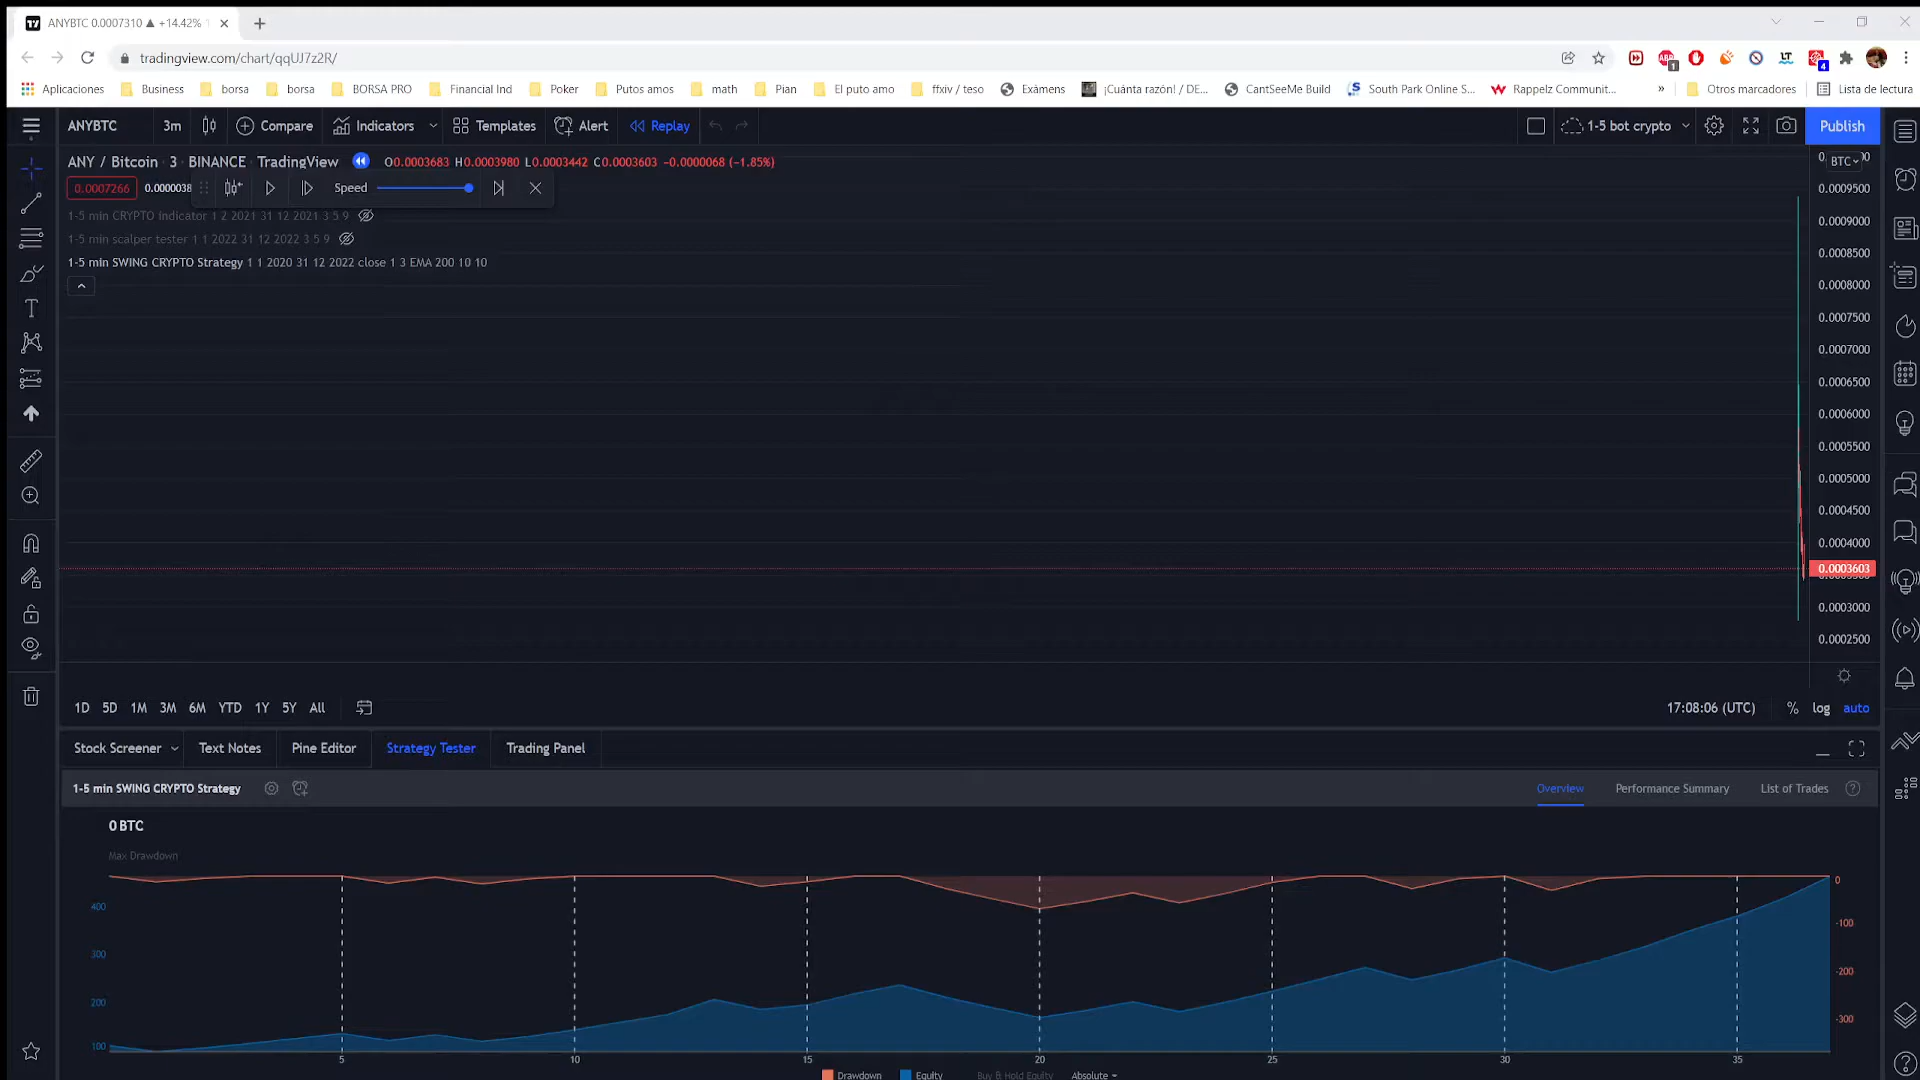 ANYBTC 0.0007310 ▲ +14.42%
tradingview.com/chart/qqUJ7z2R/
Aplicaciones Business borsa borsa BORSA PRO Financial Ind Poker Putos amos math Pian El puto amo ffxiv / teso Exámens ¡Cuánta razón! / DE... CantSeeMe Build South Park Online S... Rappelz Communit... » Otros marcadores Lista de lectura
ANYBTC 3m Compare Indicators Templates Alert Replay 1-5 bot crypto Publish
ANY / Bitcoin · 3 · BINANCE · TradingView O0.0003683 H0.0003980 L0.0003442 C0.0003603 −0.0000068 (−1.85%)
BTC
0.0007266 0.0000038 Speed
1-5 min CRYPTO indicator 1 2 2021 31 12 2021 3 5 9
1-5 min scalper tester 1 1 2022 31 12 2022 3 5 9
1-5 min SWING CRYPTO Strategy 1 1 2020 31 12 2022 close 1 3 EMA 200 10 10
0.0009500
0.0009000
0.0008500
0.0008000
0.0007500
0.0007000
0.0006500
0.0006000
0.0005500
0.0005000
0.0004500
0.0004000
0.0003603
0.0003000
0.0002500
1D 5D 1M 3M 6M YTD 1Y 5Y All 17:08:06 (UTC) % log auto
Stock Screener Text Notes Pine Editor Strategy Tester Trading Panel
1-5 min SWING CRYPTO Strategy Overview Performance Summary List of Trades
0 BTC
Max Drawdown
400
300
200
100
0
-100
-200
-300
5 10 15 20 25 30 35
Drawdown Equity Buy & Hold Equity Absolute